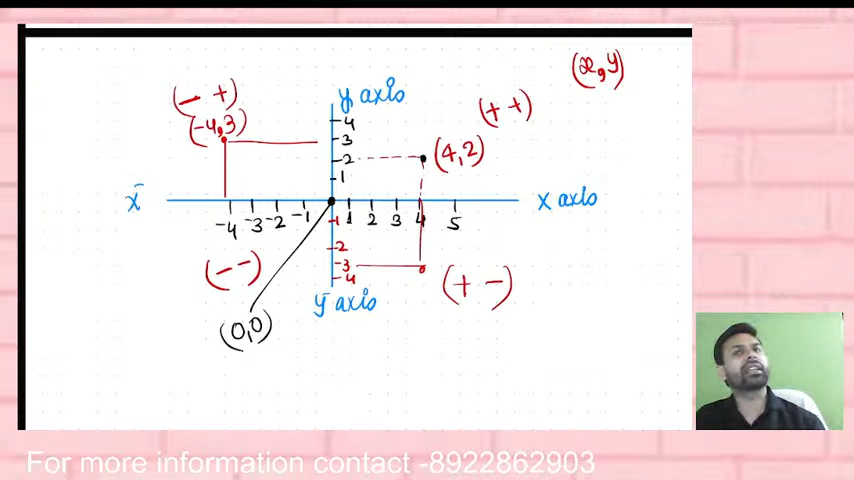 (x, y)
(- +)
y axis
(+ +)
(-4,3)
4
3
2
(4,2)
1
x̄
x axis
-4 -3 -2 -1 1 2 3 4 5
-1
-2
(- -)
-3
-4
(+ -)
ȳ axis
(0,0)
For more information contact -8922862903